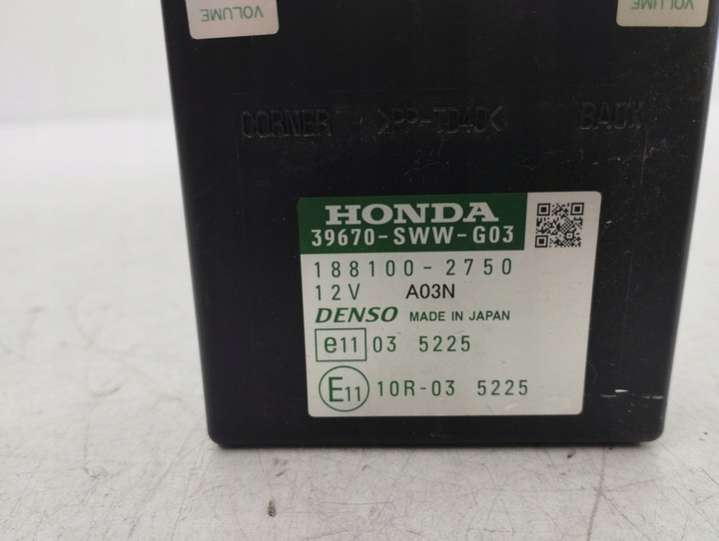 VOLUME
VOLUME
CORNER >PP-TD40< BACK
HONDA
39670-SWW-G03
188100-2750
12V A03N
DENSO MADE IN JAPAN
e11 03 5225
E11 10R-03 5225